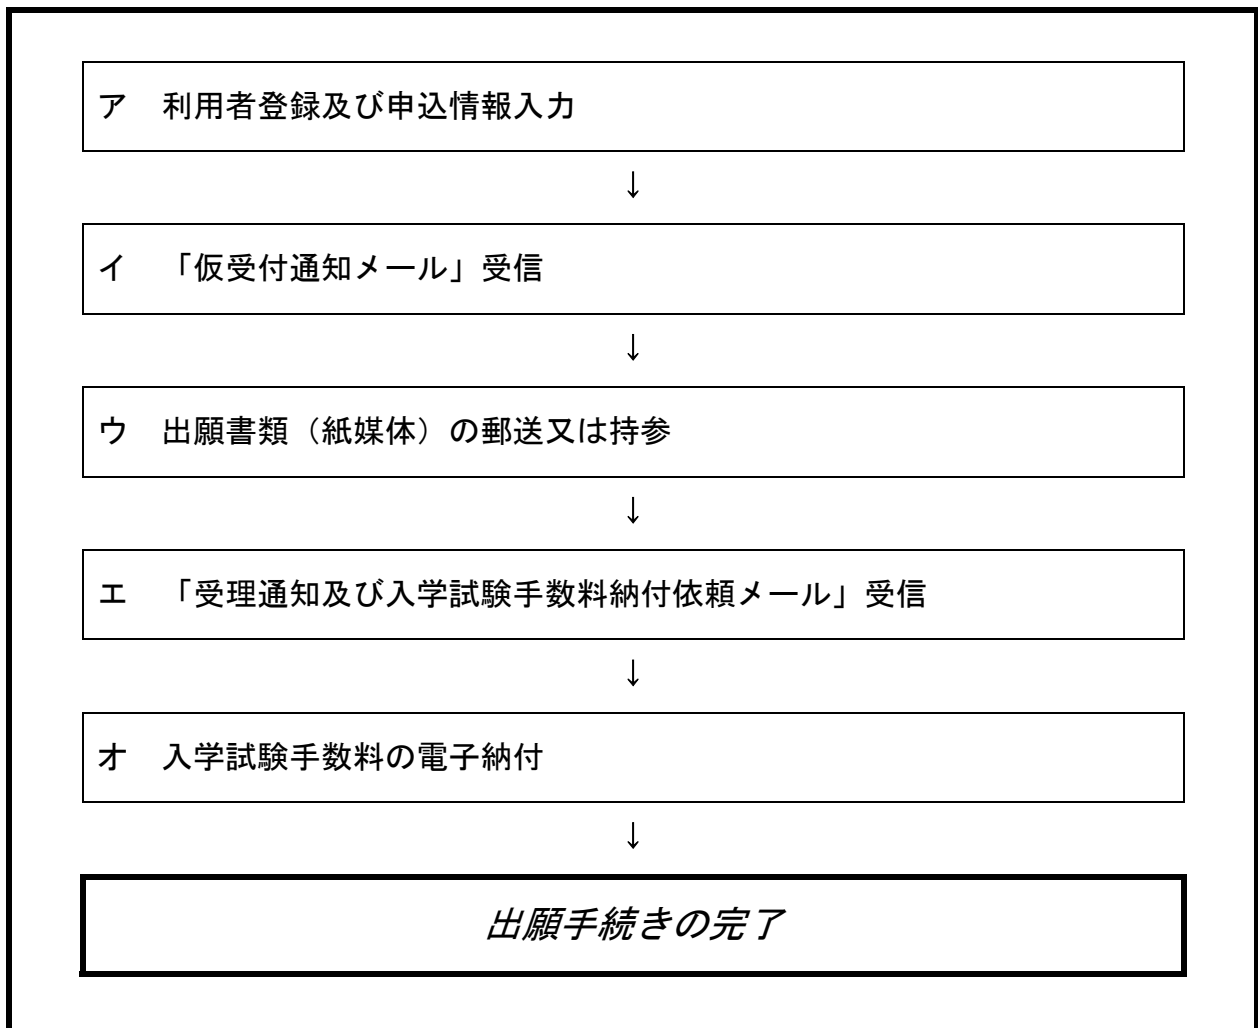 ア 利用者登録及び申込情報入力
↓
イ 「仮受付通知メール」受信
↓
ウ 出願書類（紙媒体）の郵送又は持参
↓
エ 「受理通知及び入学試験手数料納付依頼メール」受信
↓
オ 入学試験手数料の電子納付
↓
出願手続きの完了